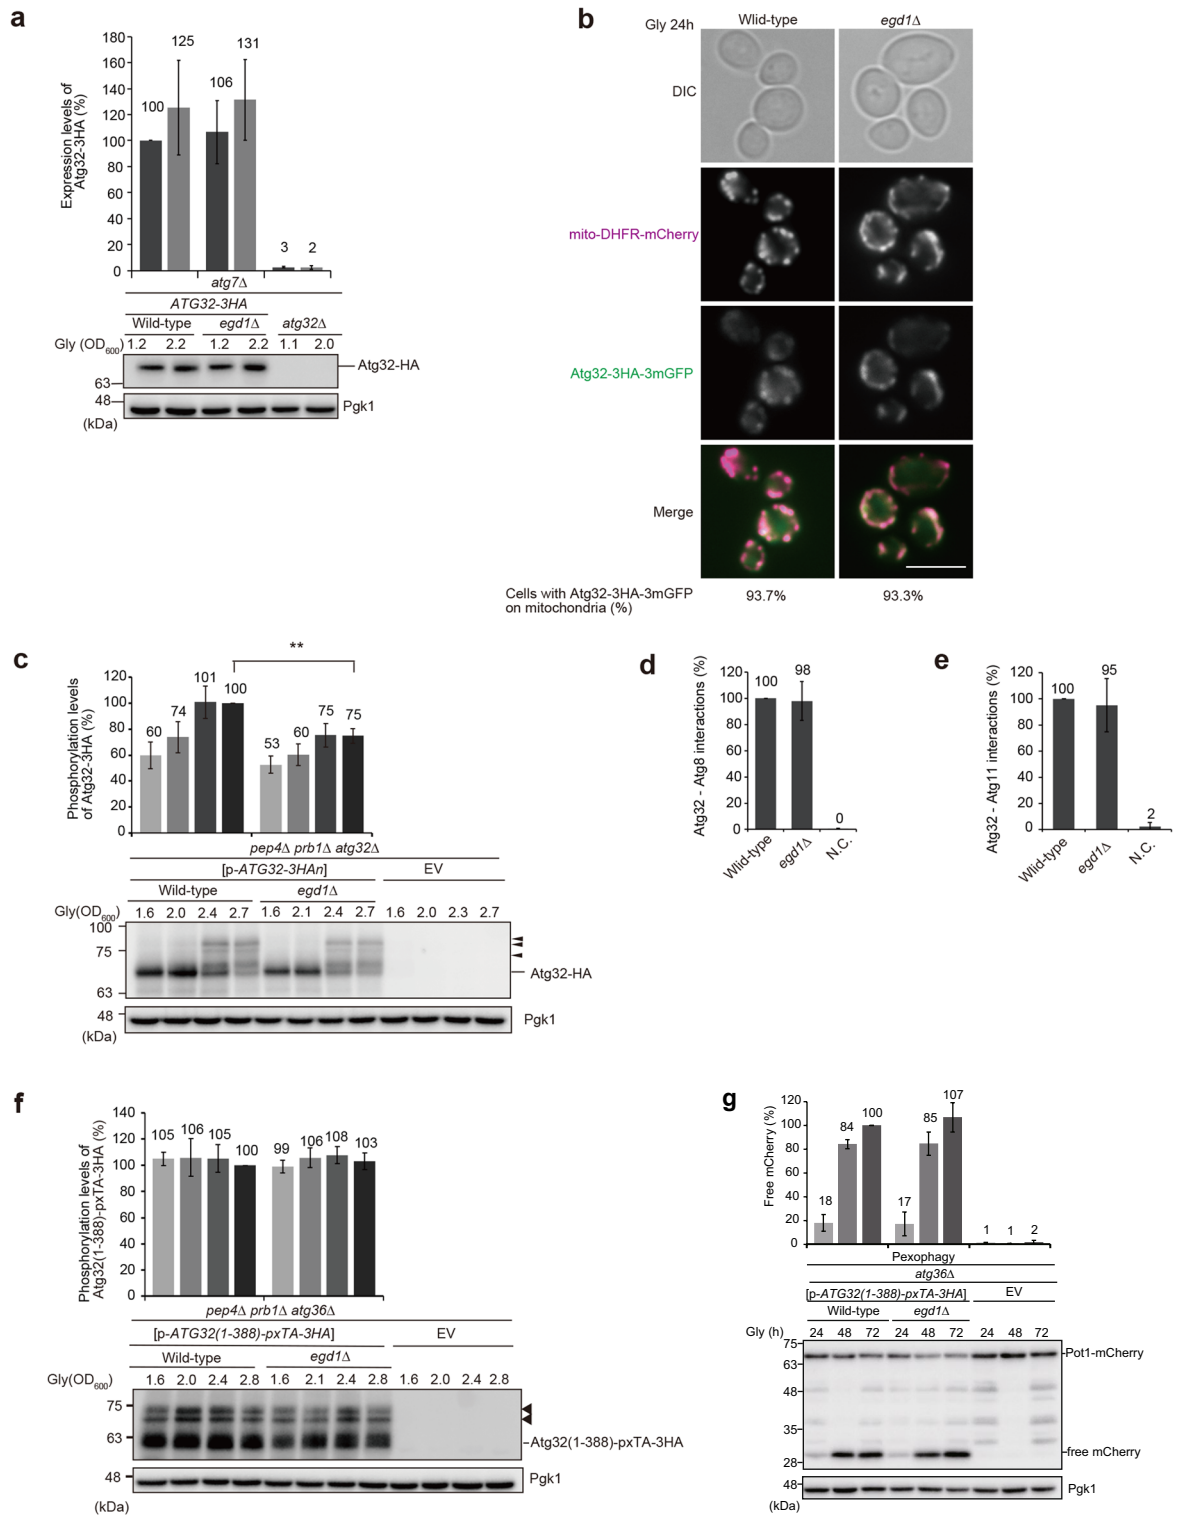 a
Expression levels of
Atg32-3HA (%)
180
160
140
120
100
80
60
40
20
0
100
125
106
131
3
2
atg7Δ
ATG32-3HA
Wild-type egd1Δ atg32Δ
Gly (OD600) 1.2 2.2 1.2 2.2 1.1 2.0
Atg32-HA
63
48
Pgk1
(kDa)
b
Gly 24h
Wlid-type
egd1Δ
DIC
mito-DHFR-mCherry
Atg32-3HA-3mGFP
Merge
Cells with Atg32-3HA-3mGFP
on mitochondria (%)
93.7%
93.3%
c
Phosphorylation levels
of Atg32-3HA (%)
120
100
80
60
40
20
0
**
60
74
101
100
53
60
75
75
pep4Δ prb1Δ atg32Δ
[p-ATG32-3HAn] EV
Wild-type egd1Δ
Gly(OD600) 1.6 2.0 2.4 2.7 1.6 2.1 2.4 2.7 1.6 2.0 2.3 2.7
100
75
63
Atg32-HA
48
Pgk1
(kDa)
d
Atg32 - Atg8 interactions (%)
120
100
80
60
40
20
0
100
98
0
Wlid-type
egd1Δ
N.C.
e
Atg32 - Atg11 interactions (%)
120
100
80
60
40
20
0
100
95
2
Wlid-type
egd1Δ
N.C.
f
Phosphorylation levels of
Atg32(1-388)-pxTA-3HA (%)
140
120
100
80
60
40
20
0
105
106
105
100
99
106
108
103
pep4Δ prb1Δ atg36Δ
[p-ATG32(1-388)-pxTA-3HA] EV
Wild-type egd1Δ
Gly(OD600) 1.6 2.0 2.4 2.8 1.6 2.1 2.4 2.8 1.6 2.0 2.4 2.8
75
63
Atg32(1-388)-pxTA-3HA
48
Pgk1
(kDa)
g
Free mCherry (%)
120
100
80
60
40
20
0
18
84
100
17
85
107
1
1
2
Pexophagy
atg36Δ
[p-ATG32(1-388)-pxTA-3HA] EV
Wild-type egd1Δ
Gly (h) 24 48 72 24 48 72 24 48 72
75
63
48
35
28
Pot1-mCherry
free mCherry
48
Pgk1
(kDa)